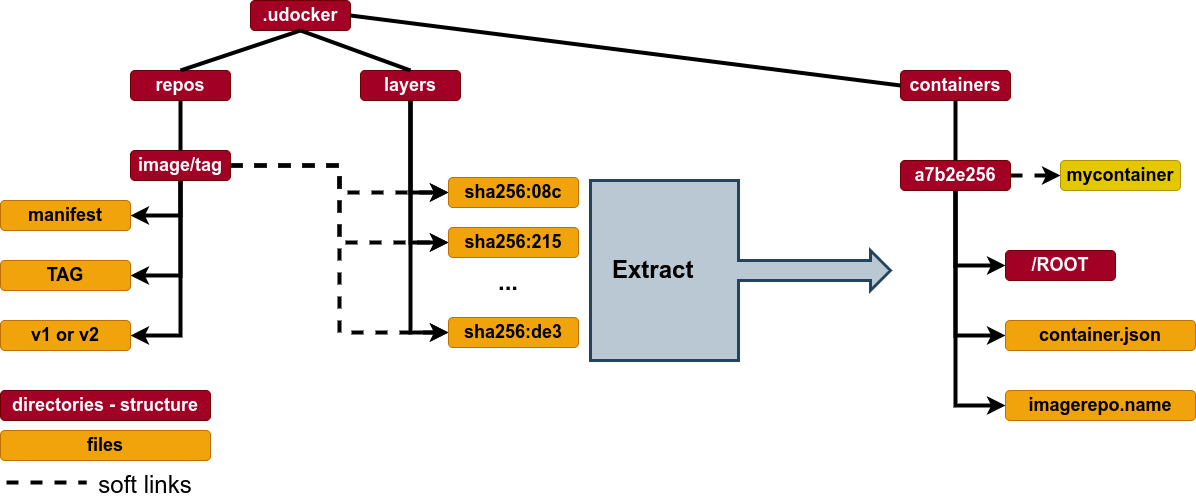 .udocker
repos
layers
containers
image/tag
a7b2e256
mycontainer
sha256:08c
manifest
sha256:215
Extract
/ROOT
TAG
...
sha256:de3
v1 or v2
container.json
directories - structure
imagerepo.name
files
soft links